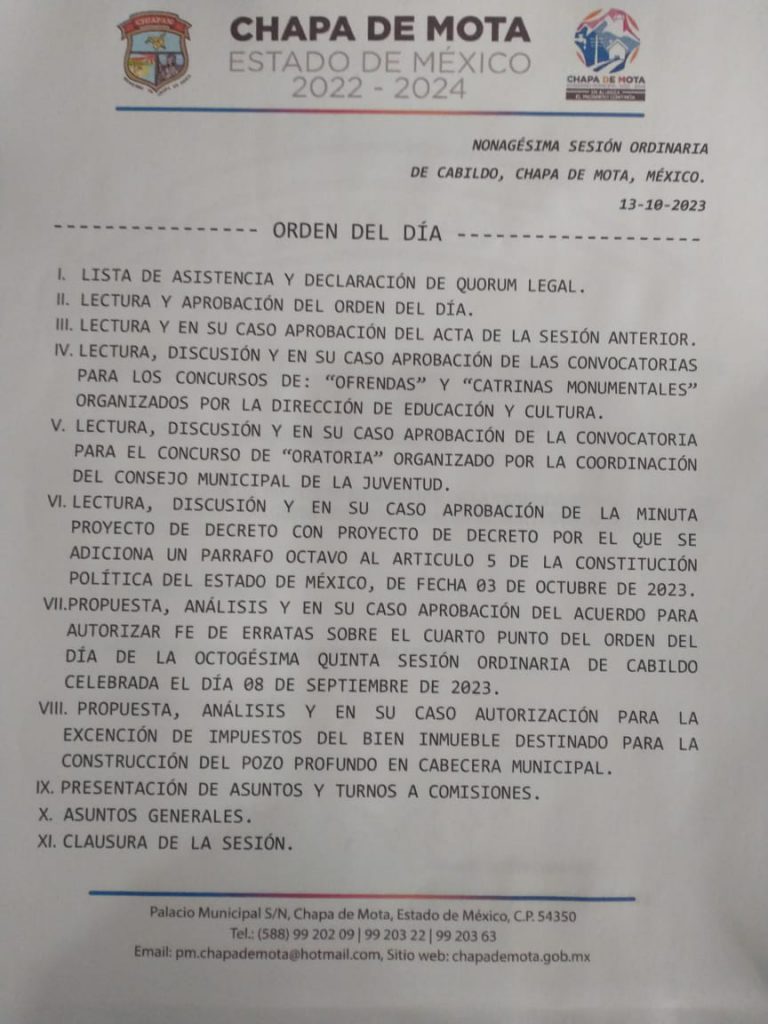 CHAPA DE MOTA
ESTADO DE MÉXICO
2022 - 2024
CHAPA DE MOTA
NONAGÉSIMA SESIÓN ORDINARIA
DE CABILDO, CHAPA DE MOTA, MÉXICO.
13-10-2023
---------------- ORDEN DEL DÍA -------------------
I. LISTA DE ASISTENCIA Y DECLARACIÓN DE QUORUM LEGAL.
II. LECTURA Y APROBACIÓN DEL ORDEN DEL DÍA.
III. LECTURA Y EN SU CASO APROBACIÓN DEL ACTA DE LA SESIÓN ANTERIOR.
IV. LECTURA, DISCUSIÓN Y EN SU CASO APROBACIÓN DE LAS CONVOCATORIAS
PARA LOS CONCURSOS DE: “OFRENDAS” Y “CATRINAS MONUMENTALES”
ORGANIZADOS POR LA DIRECCIÓN DE EDUCACIÓN Y CULTURA.
V. LECTURA, DISCUSIÓN Y EN SU CASO APROBACIÓN DE LA CONVOCATORIA
PARA EL CONCURSO DE “ORATORIA” ORGANIZADO POR LA COORDINACIÓN
DEL CONSEJO MUNICIPAL DE LA JUVENTUD.
VI. LECTURA, DISCUSIÓN Y EN SU CASO APROBACIÓN DE LA MINUTA
PROYECTO DE DECRETO CON PROYECTO DE DECRETO POR EL QUE SE
ADICIONA UN PARRAFO OCTAVO AL ARTICULO 5 DE LA CONSTITUCIÓN
POLÍTICA DEL ESTADO DE MÉXICO, DE FECHA 03 DE OCTUBRE DE 2023.
VII.PROPUESTA, ANÁLISIS Y EN SU CASO APROBACIÓN DEL ACUERDO PARA
AUTORIZAR FE DE ERRATAS SOBRE EL CUARTO PUNTO DEL ORDEN DEL
DÍA DE LA OCTOGÉSIMA QUINTA SESIÓN ORDINARIA DE CABILDO
CELEBRADA EL DÍA 08 DE SEPTIEMBRE DE 2023.
VIII. PROPUESTA, ANÁLISIS Y EN SU CASO AUTORIZACIÓN PARA LA
EXCENCIÓN DE IMPUESTOS DEL BIEN INMUEBLE DESTINADO PARA LA
CONSTRUCCIÓN DEL POZO PROFUNDO EN CABECERA MUNICIPAL.
IX. PRESENTACIÓN DE ASUNTOS Y TURNOS A COMISIONES.
X. ASUNTOS GENERALES.
XI. CLAUSURA DE LA SESIÓN.
Palacio Municipal S/N, Chapa de Mota, Estado de México, C.P. 54350
Tel.: (588) 99 202 09 | 99 203 22 | 99 203 63
Email: pm.chapademota@hotmail.com, Sitio web: chapademota.gob.mx